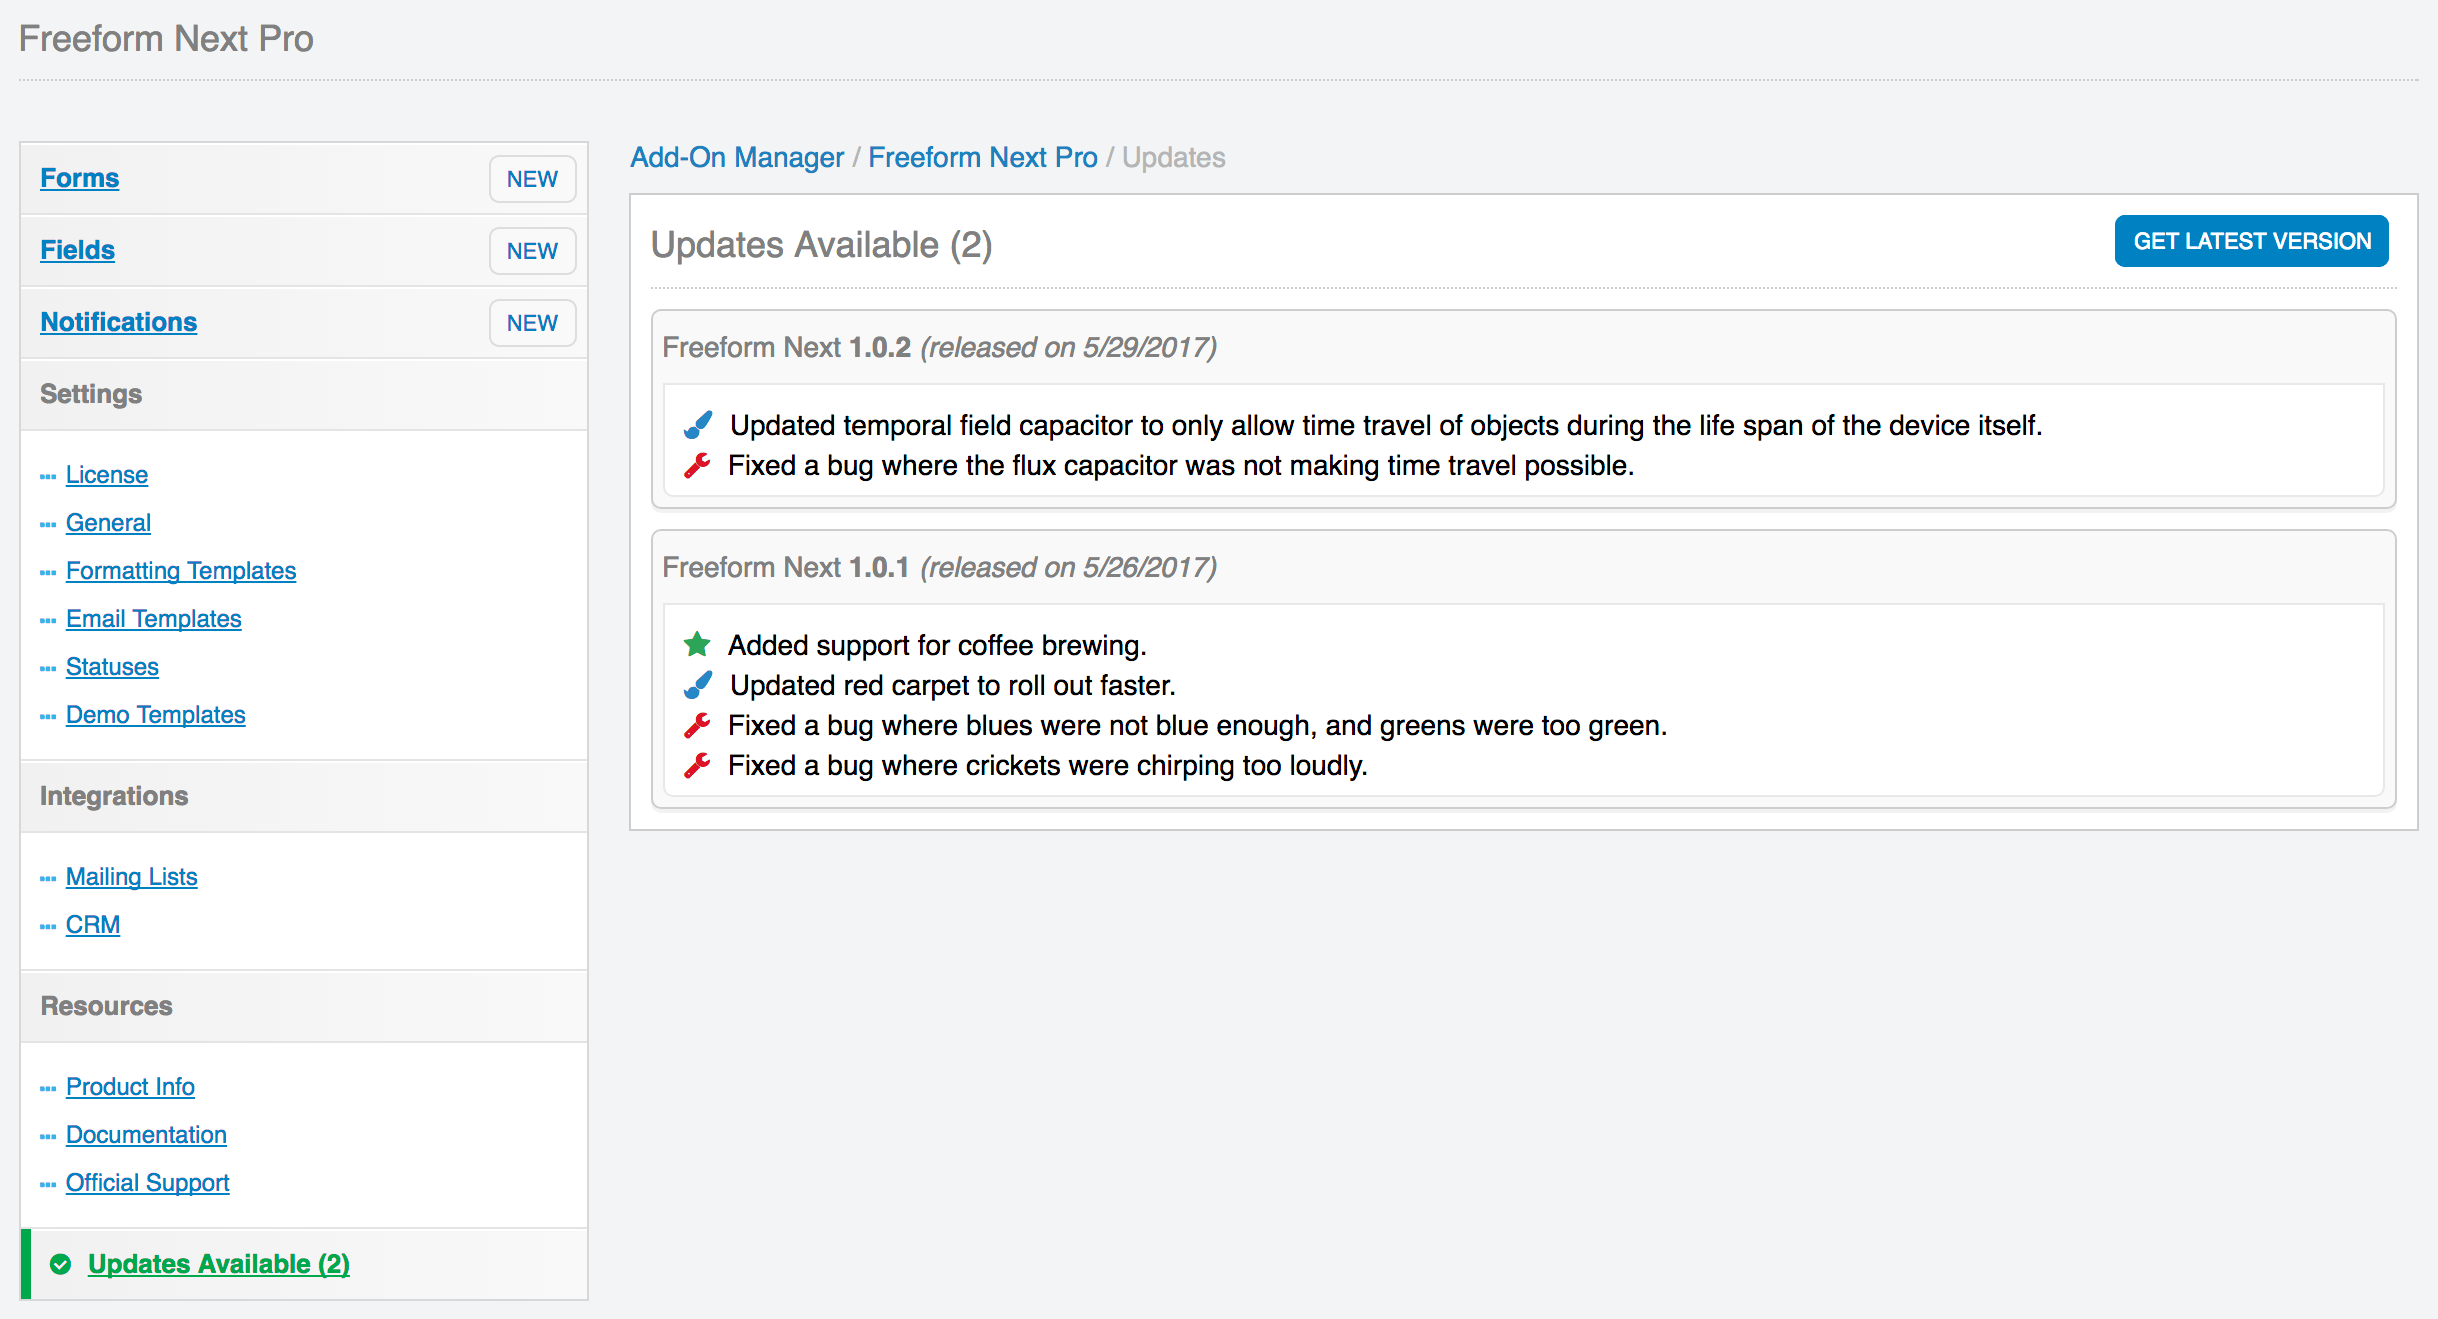 Freeform Next Pro
Forms NEW
Fields NEW
Notifications NEW
Settings
License
General
Formatting Templates
Email Templates
Statuses
Demo Templates
Integrations
Mailing Lists
CRM
Resources
Product Info
Documentation
Official Support
Updates Available (2)
Add-On Manager / Freeform Next Pro / Updates
Updates Available (2) GET LATEST VERSION
Freeform Next 1.0.2 (released on 5/29/2017)
Updated temporal field capacitor to only allow time travel of objects during the life span of the device itself.
Fixed a bug where the flux capacitor was not making time travel possible.
Freeform Next 1.0.1 (released on 5/26/2017)
Added support for coffee brewing.
Updated red carpet to roll out faster.
Fixed a bug where blues were not blue enough, and greens were too green.
Fixed a bug where crickets were chirping too loudly.